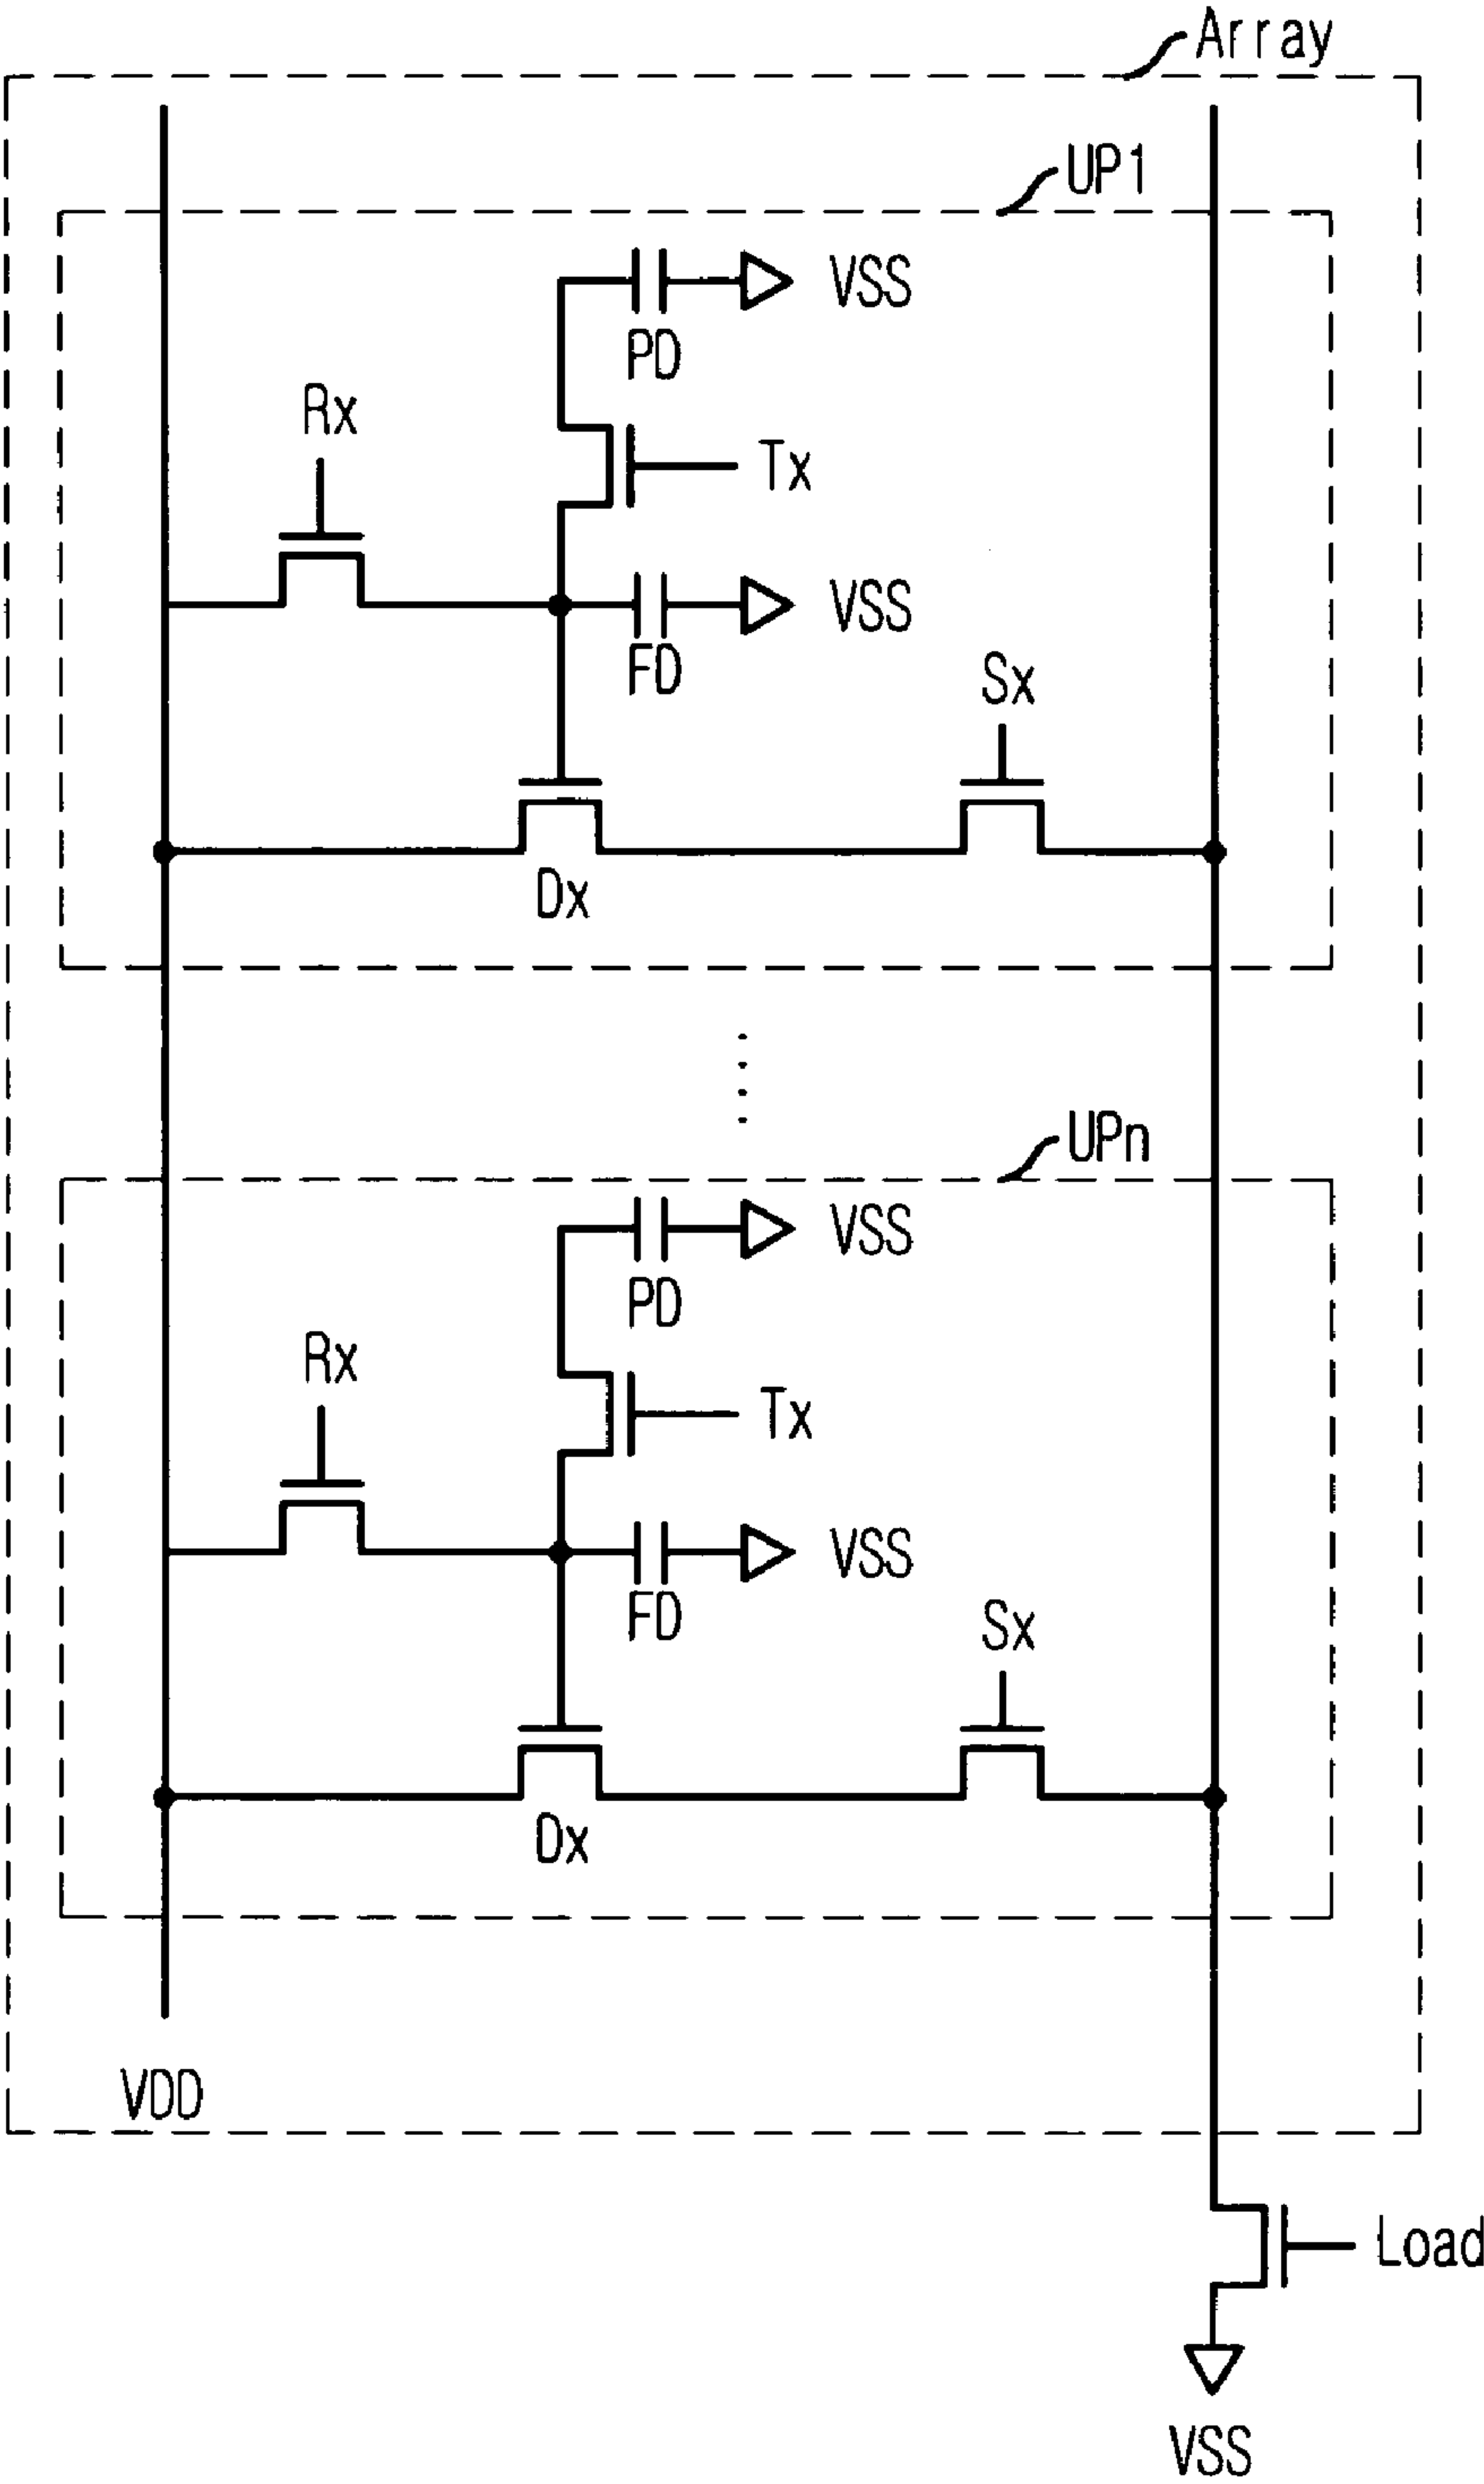 Array
UP1
VSS
PD
Rx
Tx
VSS
FD
Sx
Dx
UPn
VSS
PD
Rx
Tx
VSS
FD
Sx
Dx
VDD
Load
VSS